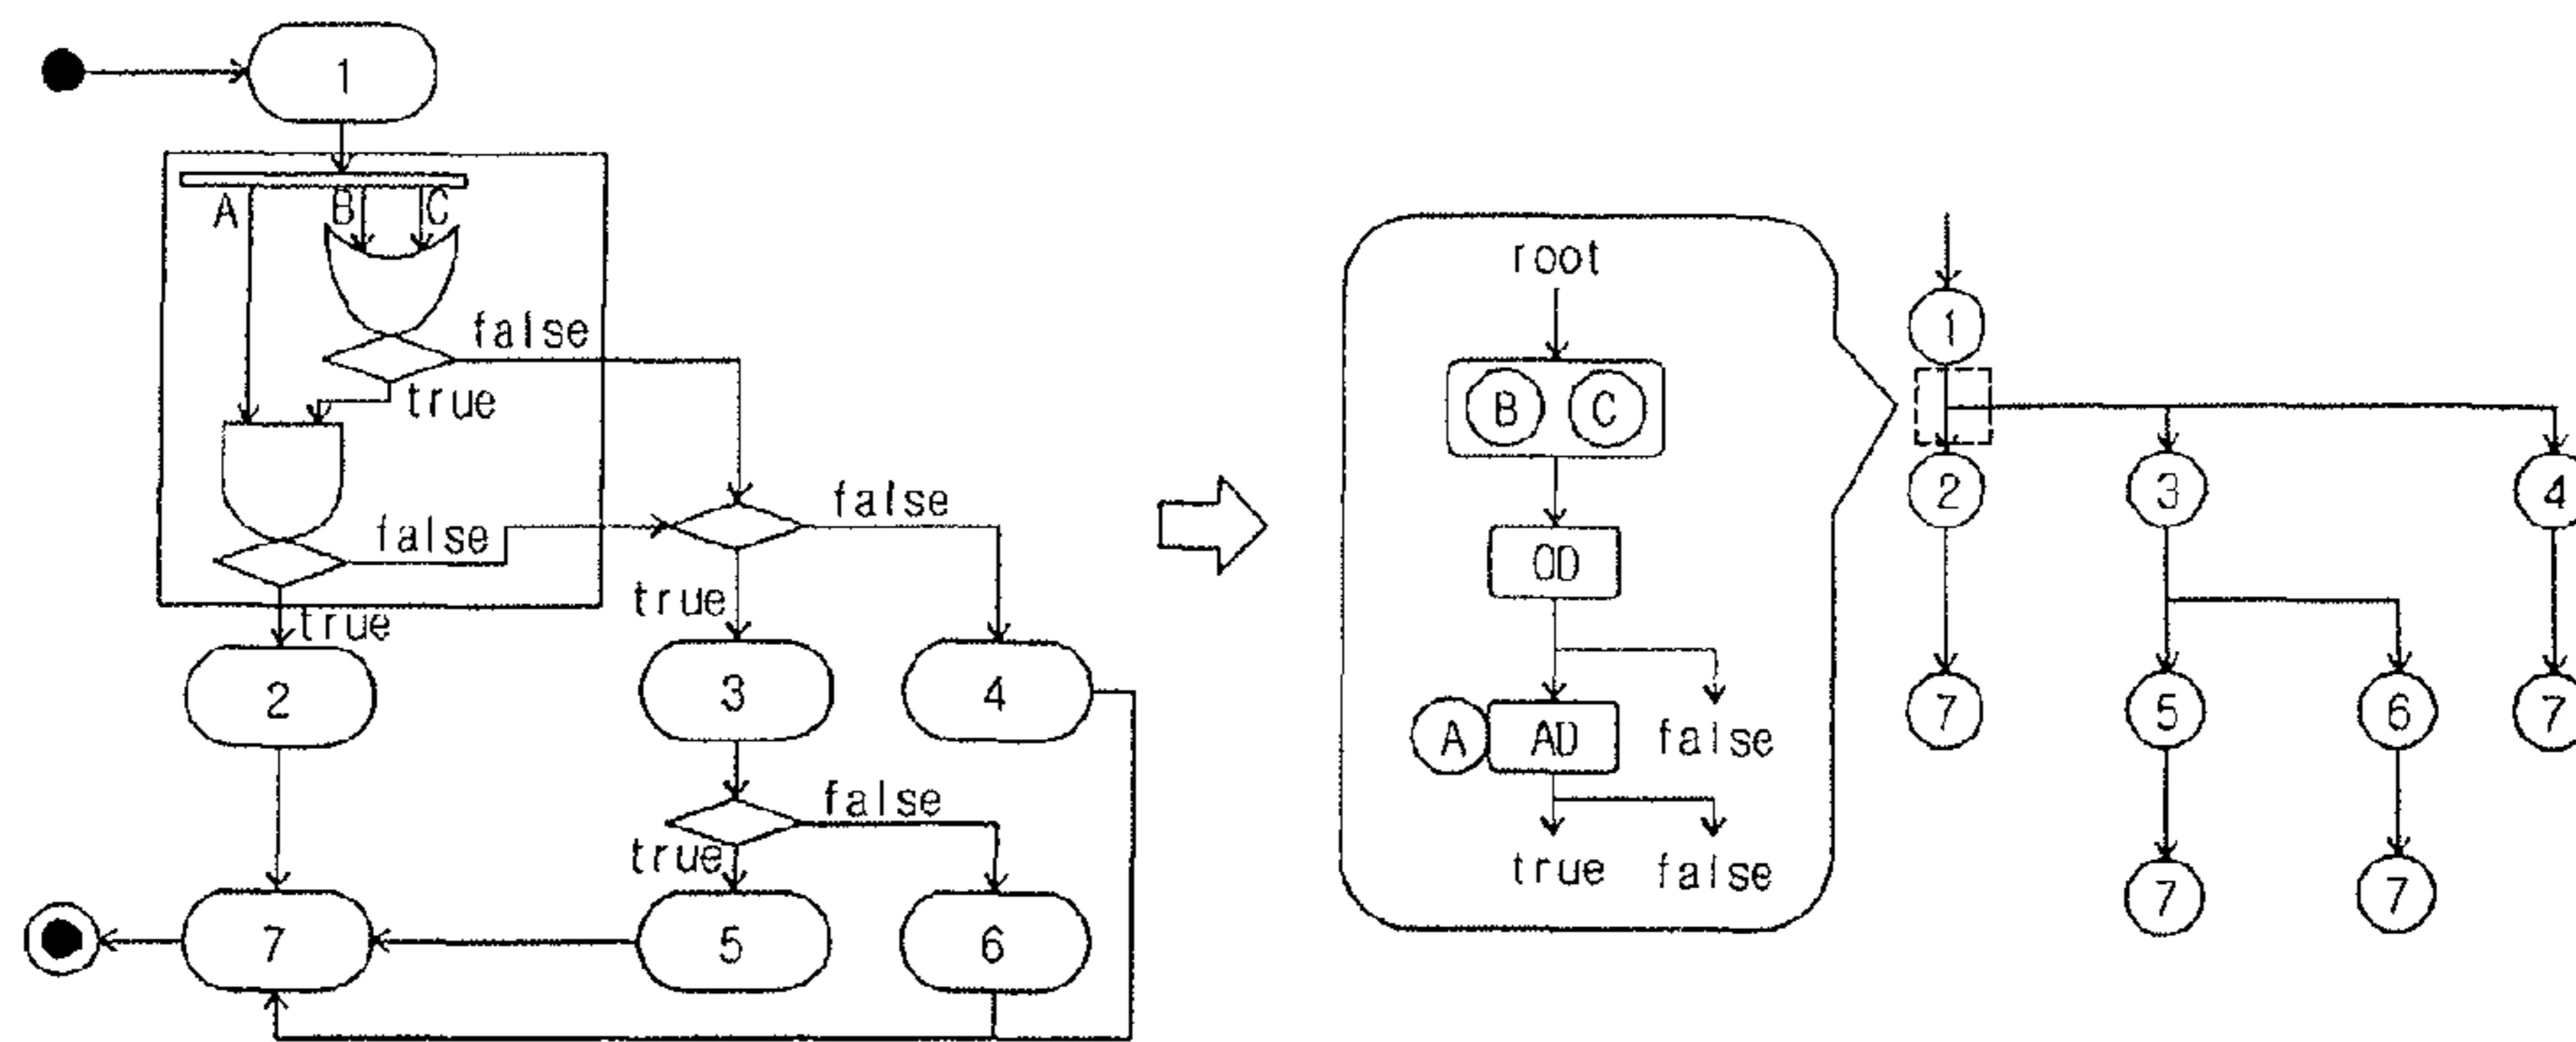 1
A B C
false
true
false
false
true
true
2
3
4
false
true
7
5
6
root
B C
OD
A AD false
true false
1
2 3 4
7 5 6 7
7 7